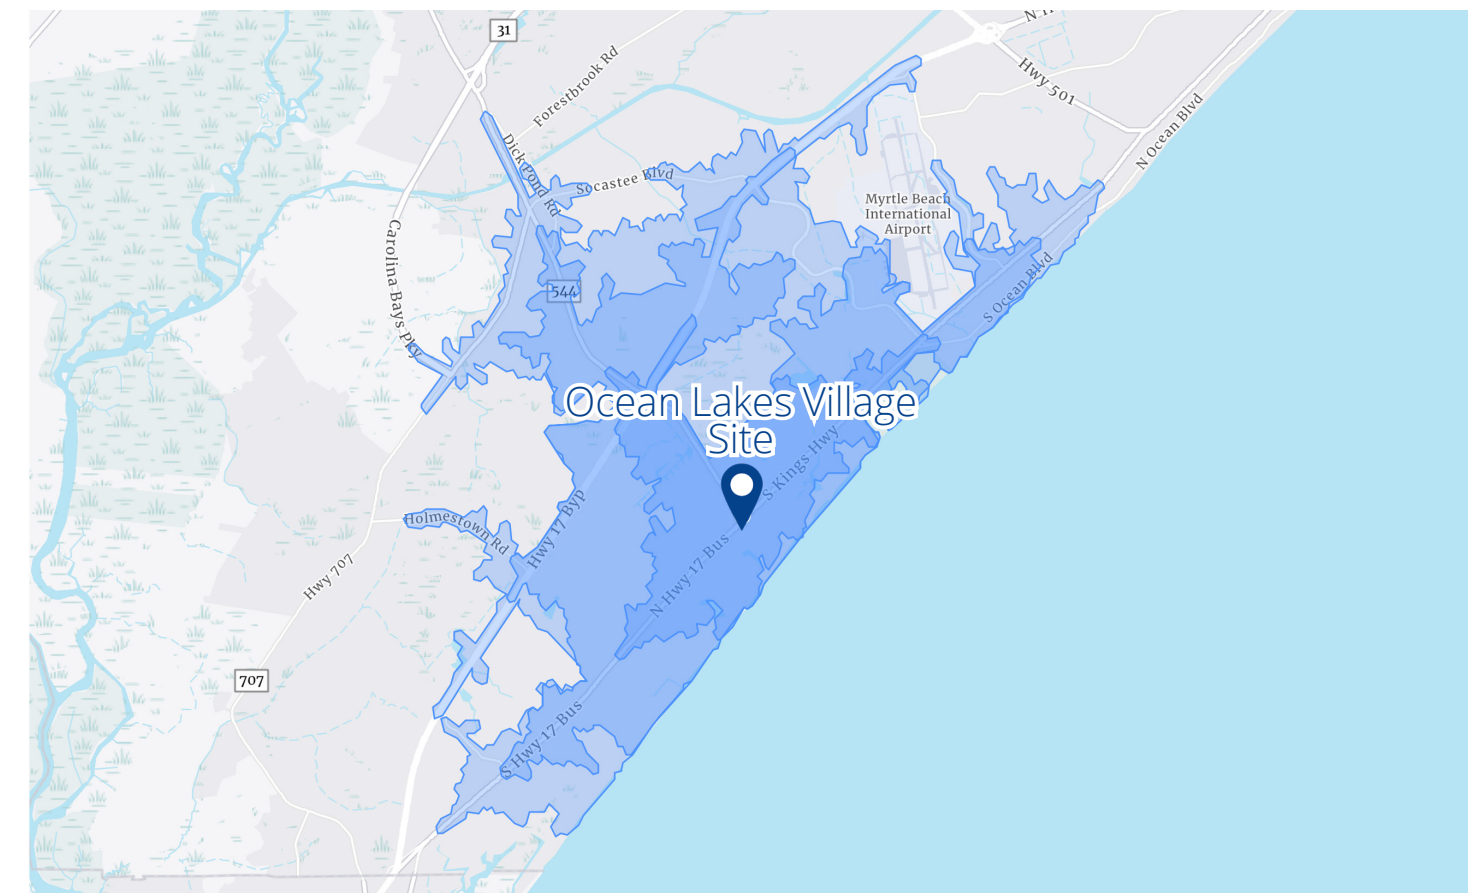 31
N
Forestbrook Rd
Hwy 501
N Ocean Blvd
Dick Pond Rd
Socastee Blvd
Myrtle Beach
International
Airport
Carolina Bays Pky
S Ocean Blvd
544
Ocean Lakes Village
Site
S Kings Hwy
Hwy 17 Byp
Holmestown Rd
N Hwy 17 Bus
Hwy 707
707
S Hwy 17 Bus